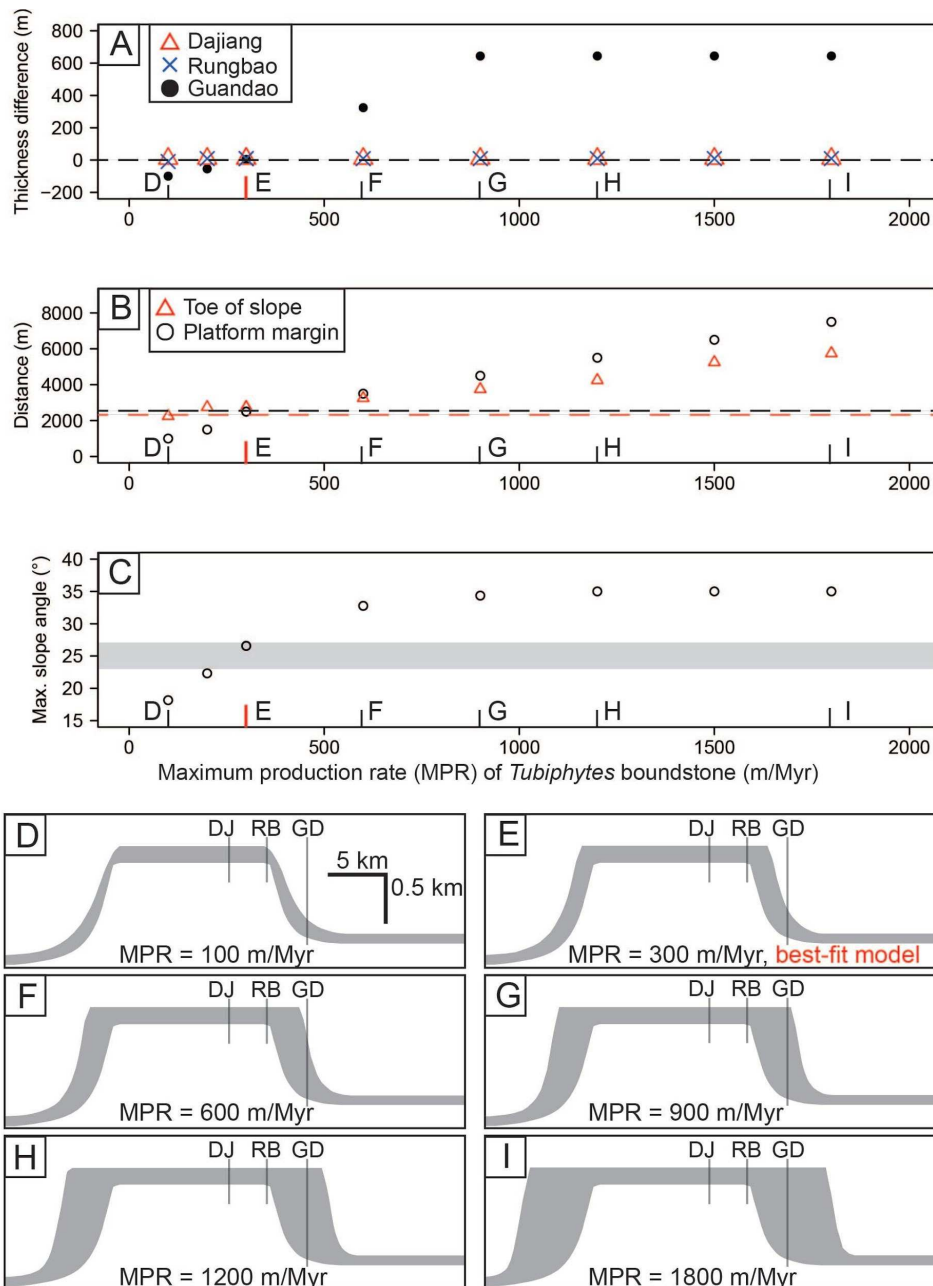 A
Dajiang
Rungbao
Guandao
Thickness difference (m)
800
600
400
200
0
−200
D E F G H I
0 500 1000 1500 2000
B
Toe of slope
Platform margin
Distance (m)
8000
6000
4000
2000
0
D E F G H I
0 500 1000 1500 2000
C
Max. slope angle (°)
40
35
30
25
20
15
D E F G H I
0 500 1000 1500 2000
Maximum production rate (MPR) of Tubiphytes boundstone (m/Myr)
D
DJ RB GD
5 km
0.5 km
MPR = 100 m/Myr
E
DJ RB GD
MPR = 300 m/Myr, best-fit model
F
DJ RB GD
MPR = 600 m/Myr
G
DJ RB GD
MPR = 900 m/Myr
H
DJ RB GD
MPR = 1200 m/Myr
I
DJ RB GD
MPR = 1800 m/Myr